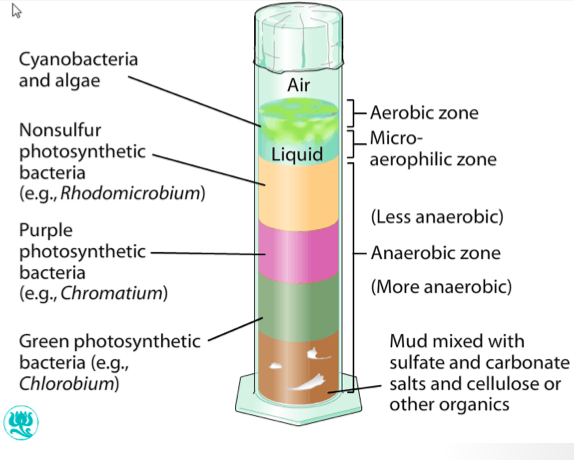 Cyanobacteria
and algae
Nonsulfur
photosynthetic
bacteria
(e.g., Rhodomicrobium)
Purple
photosynthetic
bacteria
(e.g., Chromatium)
Green photosynthetic
bacteria (e.g.,
Chlorobium)
Air
Liquid
Aerobic zone
Micro-
aerophilic zone
(Less anaerobic)
Anaerobic zone
(More anaerobic)
Mud mixed with
sulfate and carbonate
salts and cellulose or
other organics